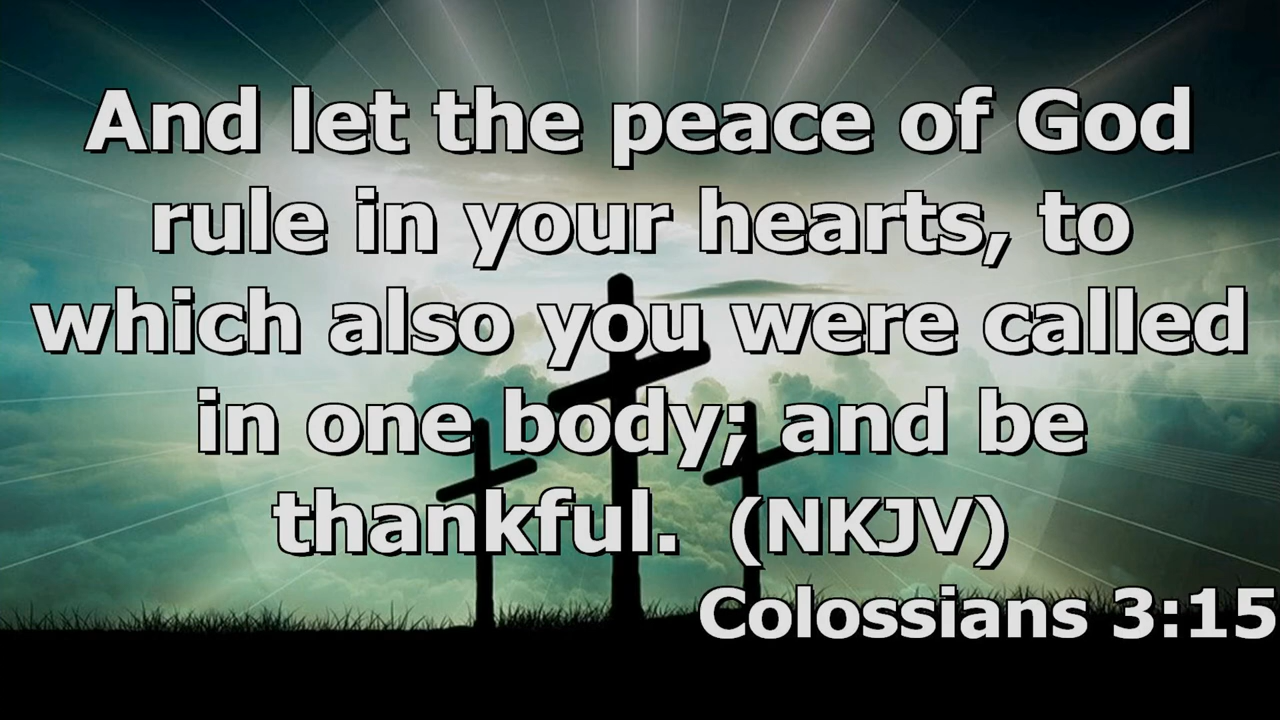 And let the peace of God
rule in your hearts, to
which also you were called
in one body; and be
thankful. (NKJV)
Colossians 3:15